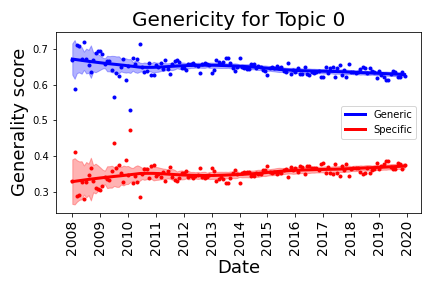 Genericity for Topic 0
Generality score
0.7
0.6
0.5
0.4
0.3
Generic
Specific
2008 2009 2010 2011 2012 2013 2014 2015 2016 2017 2018 2019 2020
Date